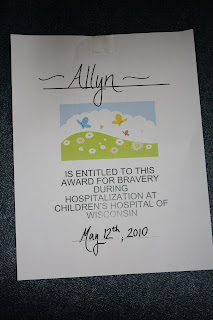 ~Allyn~
IS ENTITLED TO THIS
AWARD FOR BRAVERY
DURING
HOSPITALIZATION AT
CHILDREN'S HOSPITAL OF
WISCONSIN
May 12th, 2010